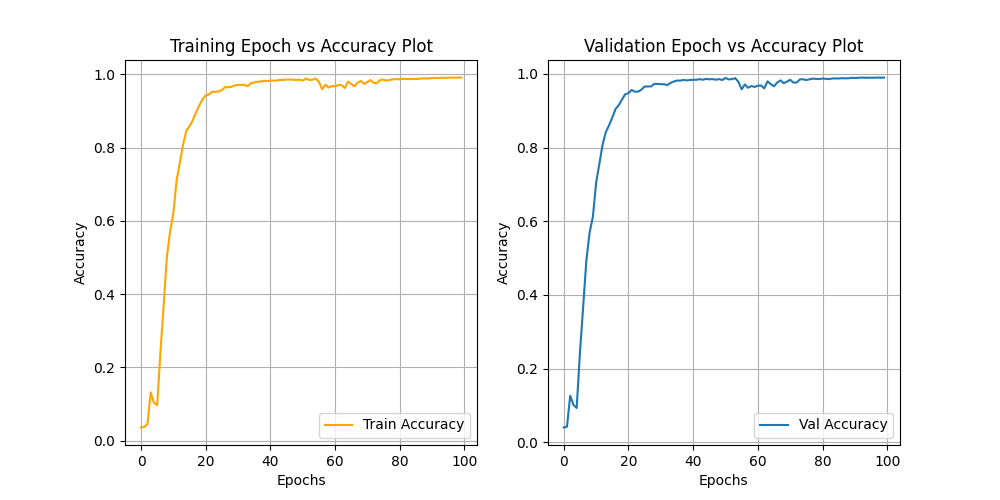 Training Epoch vs Accuracy Plot
1.0
0.8
0.6
0.4
0.2
0.0
Accuracy
0 20 40 60 80 100
Epochs
Train Accuracy
Validation Epoch vs Accuracy Plot
1.0
0.8
0.6
0.4
0.2
0.0
Accuracy
0 20 40 60 80 100
Epochs
Val Accuracy